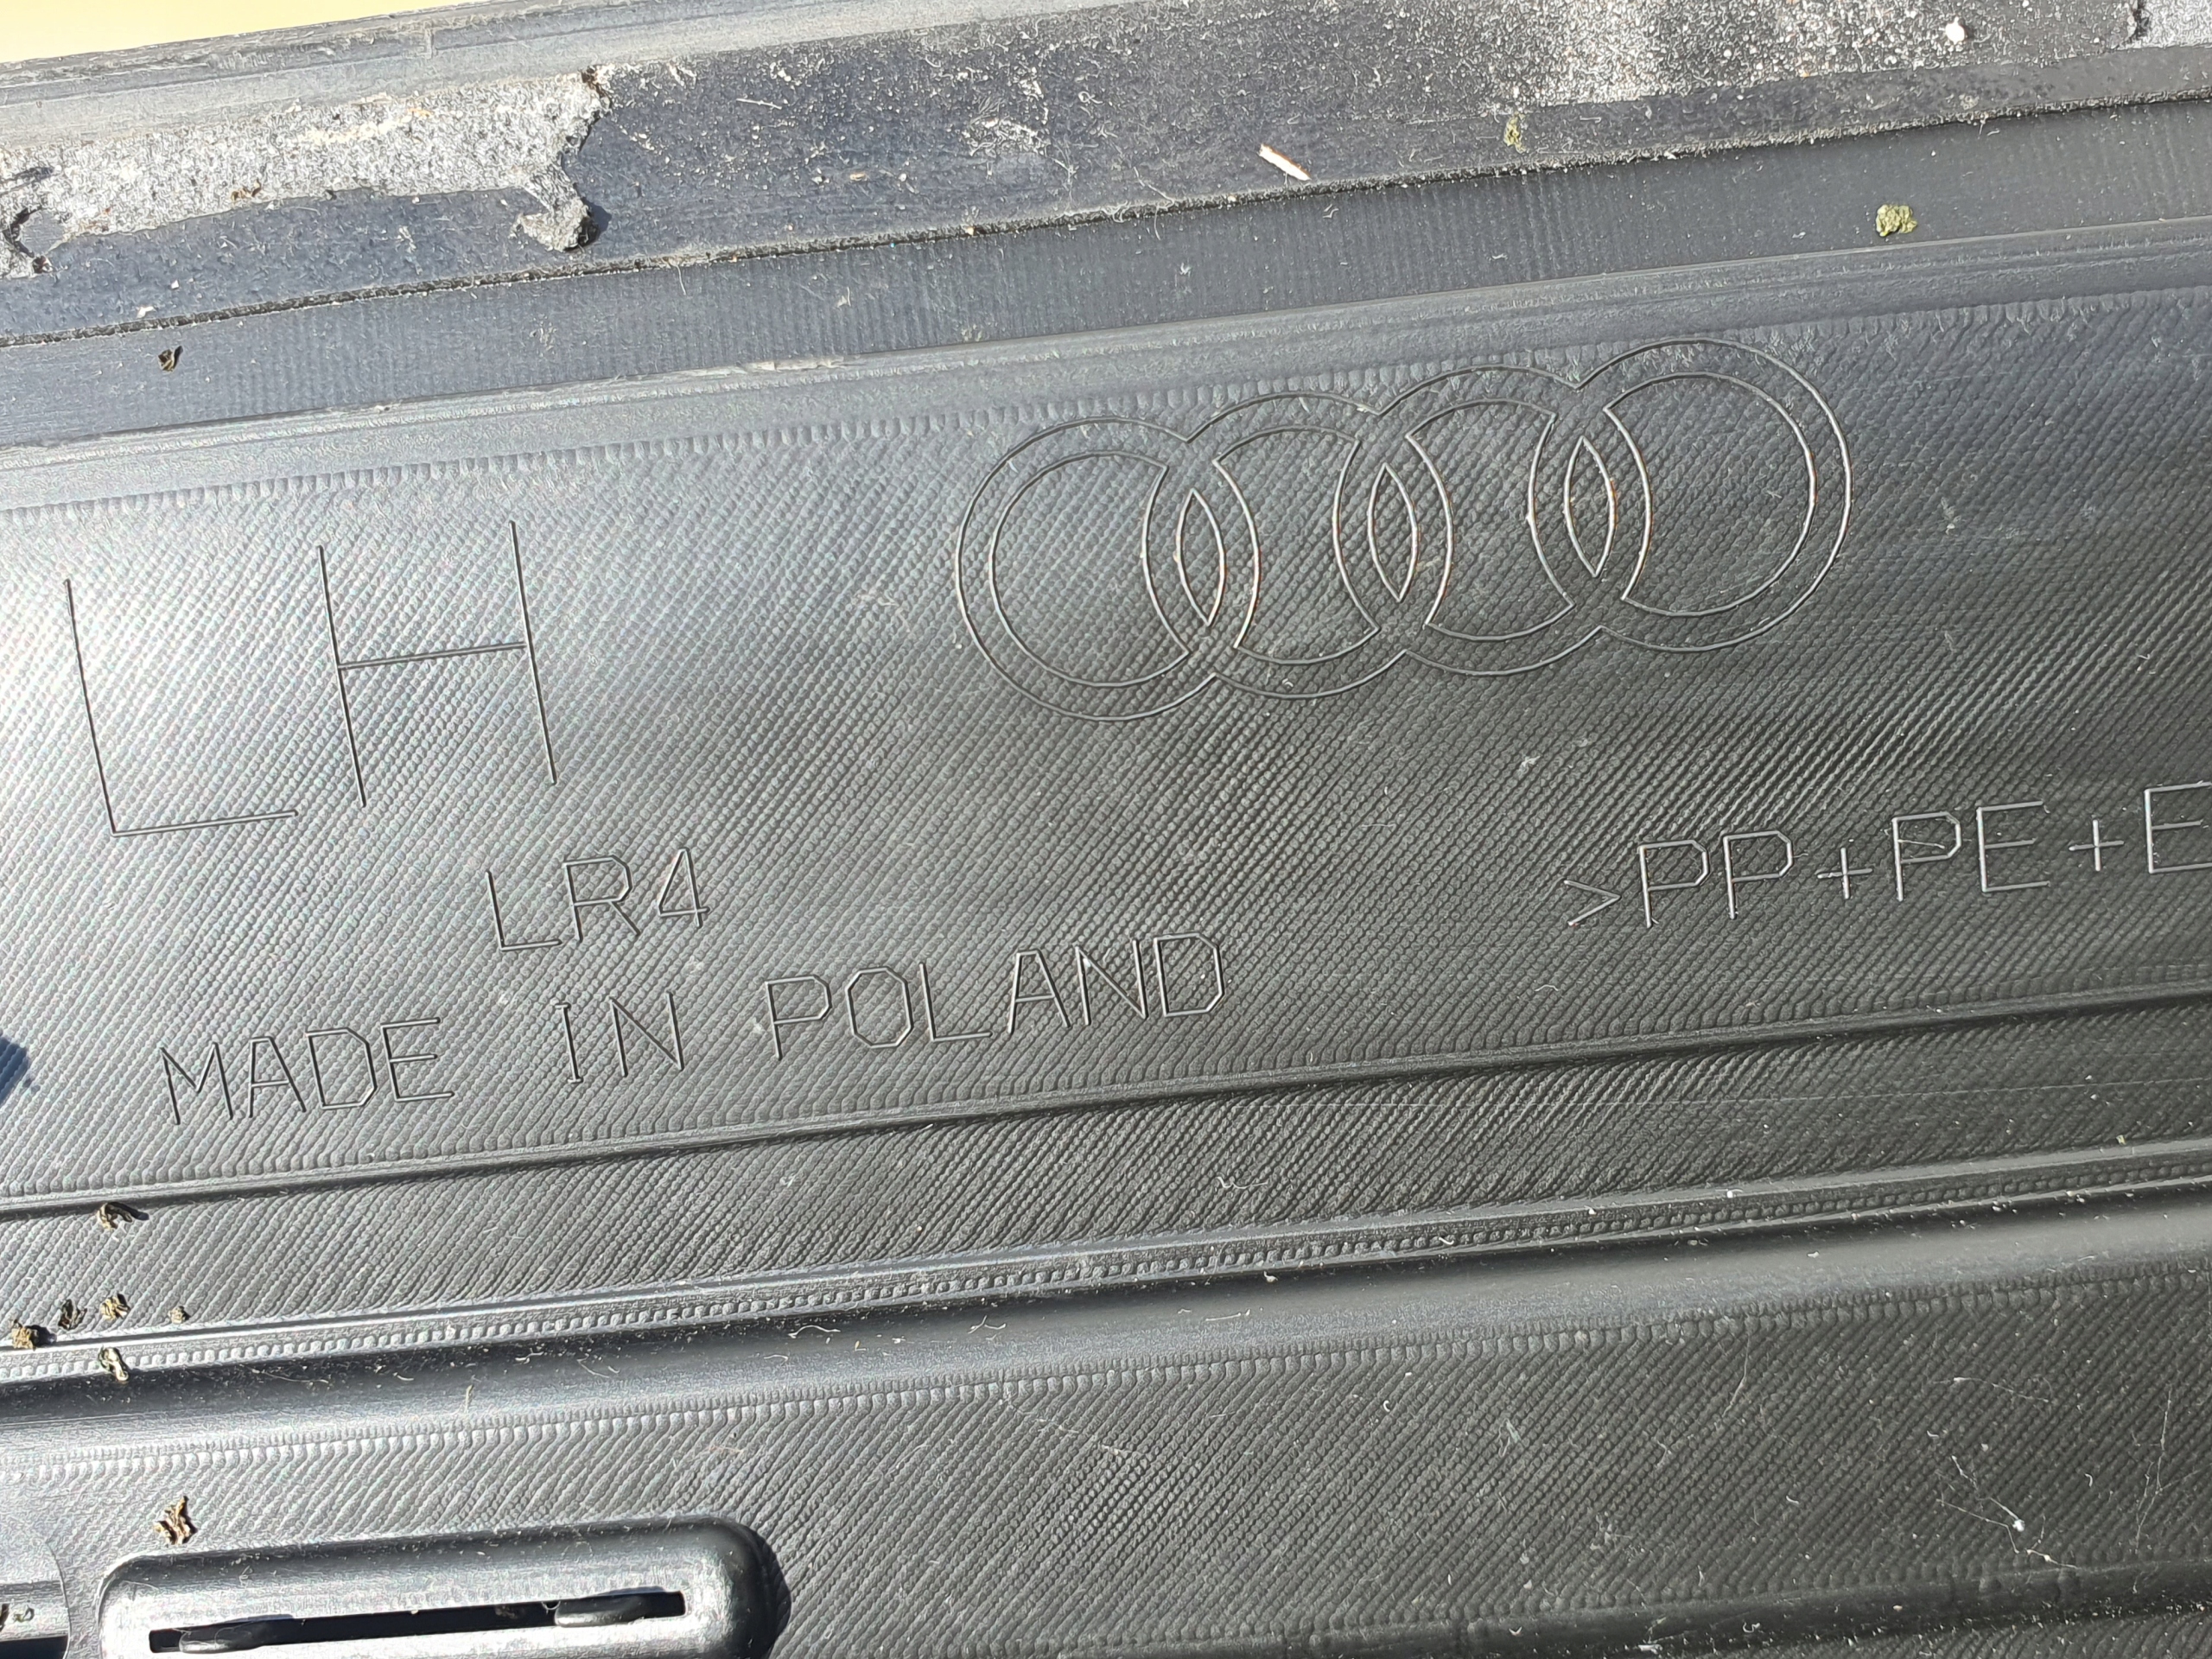 LH
LR4
>PP+PE+E
MADE IN POLAND